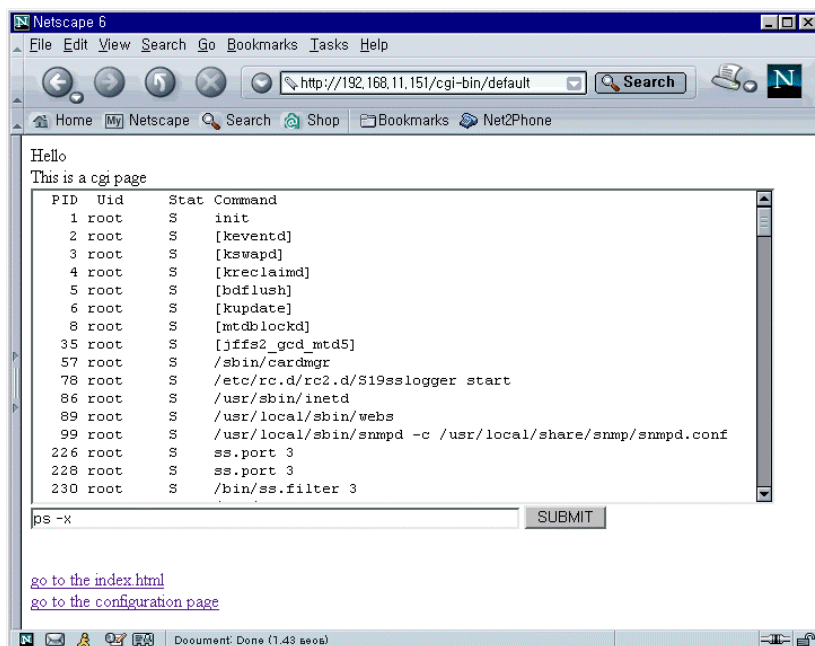 Netscape 6
File Edit View Search Go Bookmarks Tasks Help
http://192.168.11.151/cgi-bin/default Search N
Home My Netscape Search Shop Bookmarks Net2Phone
Hello
This is a cgi page
PID Uid Stat Command
1 root S init
2 root S [keventd]
3 root S [kswapd]
4 root S [kreclaimd]
5 root S [bdflush]
6 root S [kupdate]
8 root S [mtdblockd]
35 root S [jffs2_gcd_mtd5]
57 root S /sbin/cardmgr
78 root S /etc/rc.d/rc2.d/S19sslogger start
86 root S /usr/sbin/inetd
89 root S /usr/local/sbin/webs
99 root S /usr/local/sbin/snmpd -c /usr/local/share/snmp/snmpd.conf
226 root S ss.port 3
228 root S ss.port 3
230 root S /bin/ss.filter 3
ps -x SUBMIT
go to the index.html
go to the configuration page
Document: Done (1.43 secs)